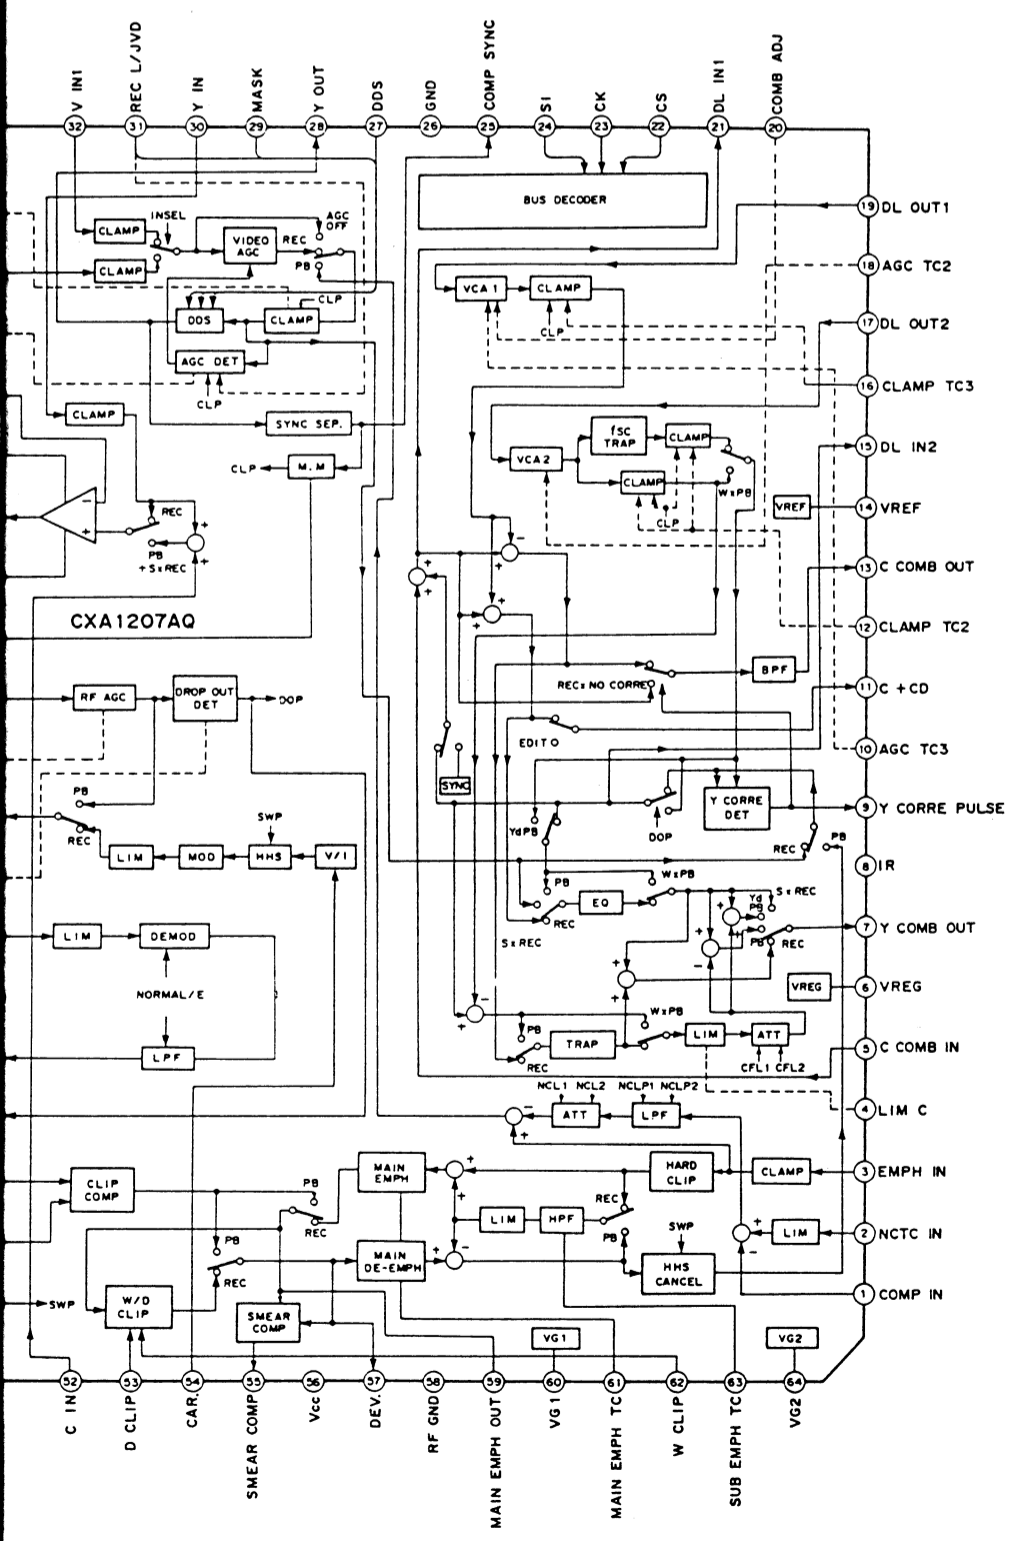 V IN1
REC L/JVD
Y IN
MASK
Y OUT
DDS
GND
COMP SYNC
SI
CK
CS
DL IN1
COMB ADJ
32
31
30
29
28
27
26
25
24
23
22
21
20
BUS DECODER
19 DL OUT1
18 AGC TC2
17 DL OUT2
16 CLAMP TC3
15 DL IN2
14 VREF
13 C COMB OUT
12 CLAMP TC2
11 C +CD
10 AGC TC3
9 Y CORRE PULSE
8 IR
7 Y COMB OUT
6 VREG
5 C COMB IN
4 LIM C
3 EMPH IN
2 NCTC IN
1 COMP IN
INSEL
AGC OFF
CLAMP
VIDEO AGC
REC
PB
CLAMP
CLP
DDS
CLAMP
AGC DET
CLP
CLAMP
SYNC SEP.
CLP
M.M
REC
PB
+SxREC
-
+
+
+
CXA1207AQ
VCA 1
CLAMP
CLP
VCA2
fSC TRAP
CLAMP
CLAMP
WxPB
CLP
VREF
-
+
+
+
+
+
BPF
RECxNO CORRE
EDIT
SYNC
YdPB
DOP
Y CORRE DET
REC
PB
RF AGC
DROP OUT DET
DOP
PB
REC
SWP
LIM
MOD
HHS
V/I
LIM
DEMOD
NORMAL/E
LPF
PB
EQ
WxPB
REC
SxREC
SxREC
Yd PB
PB
REC
+
+
-
+
+
VREG
-
+
PB
REC
TRAP
WxPB
LIM
ATT
CFL1 CFL2
NCL1 NCL2 NCLP1 NCLP2
-
+
ATT
LPF
CLIP COMP
PB
REC
MAIN EMPH
+
+
HARD CLIP
CLAMP
REC
PB
LIM
HPF
SWP
+
-
LIM
PB
REC
MAIN DE-EMPH
+
-
HHS CANCEL
SWP
W/D CLIP
SMEAR COMP
VG1
VG2
52
53
54
55
56
57
58
59
60
61
62
63
64
C IN
D CLIP
CAR.
SMEAR COMP
Vcc
DEV.
RF GND
MAIN EMPH OUT
VG1
MAIN EMPH TC
W CLIP
SUB EMPH TC
VG2